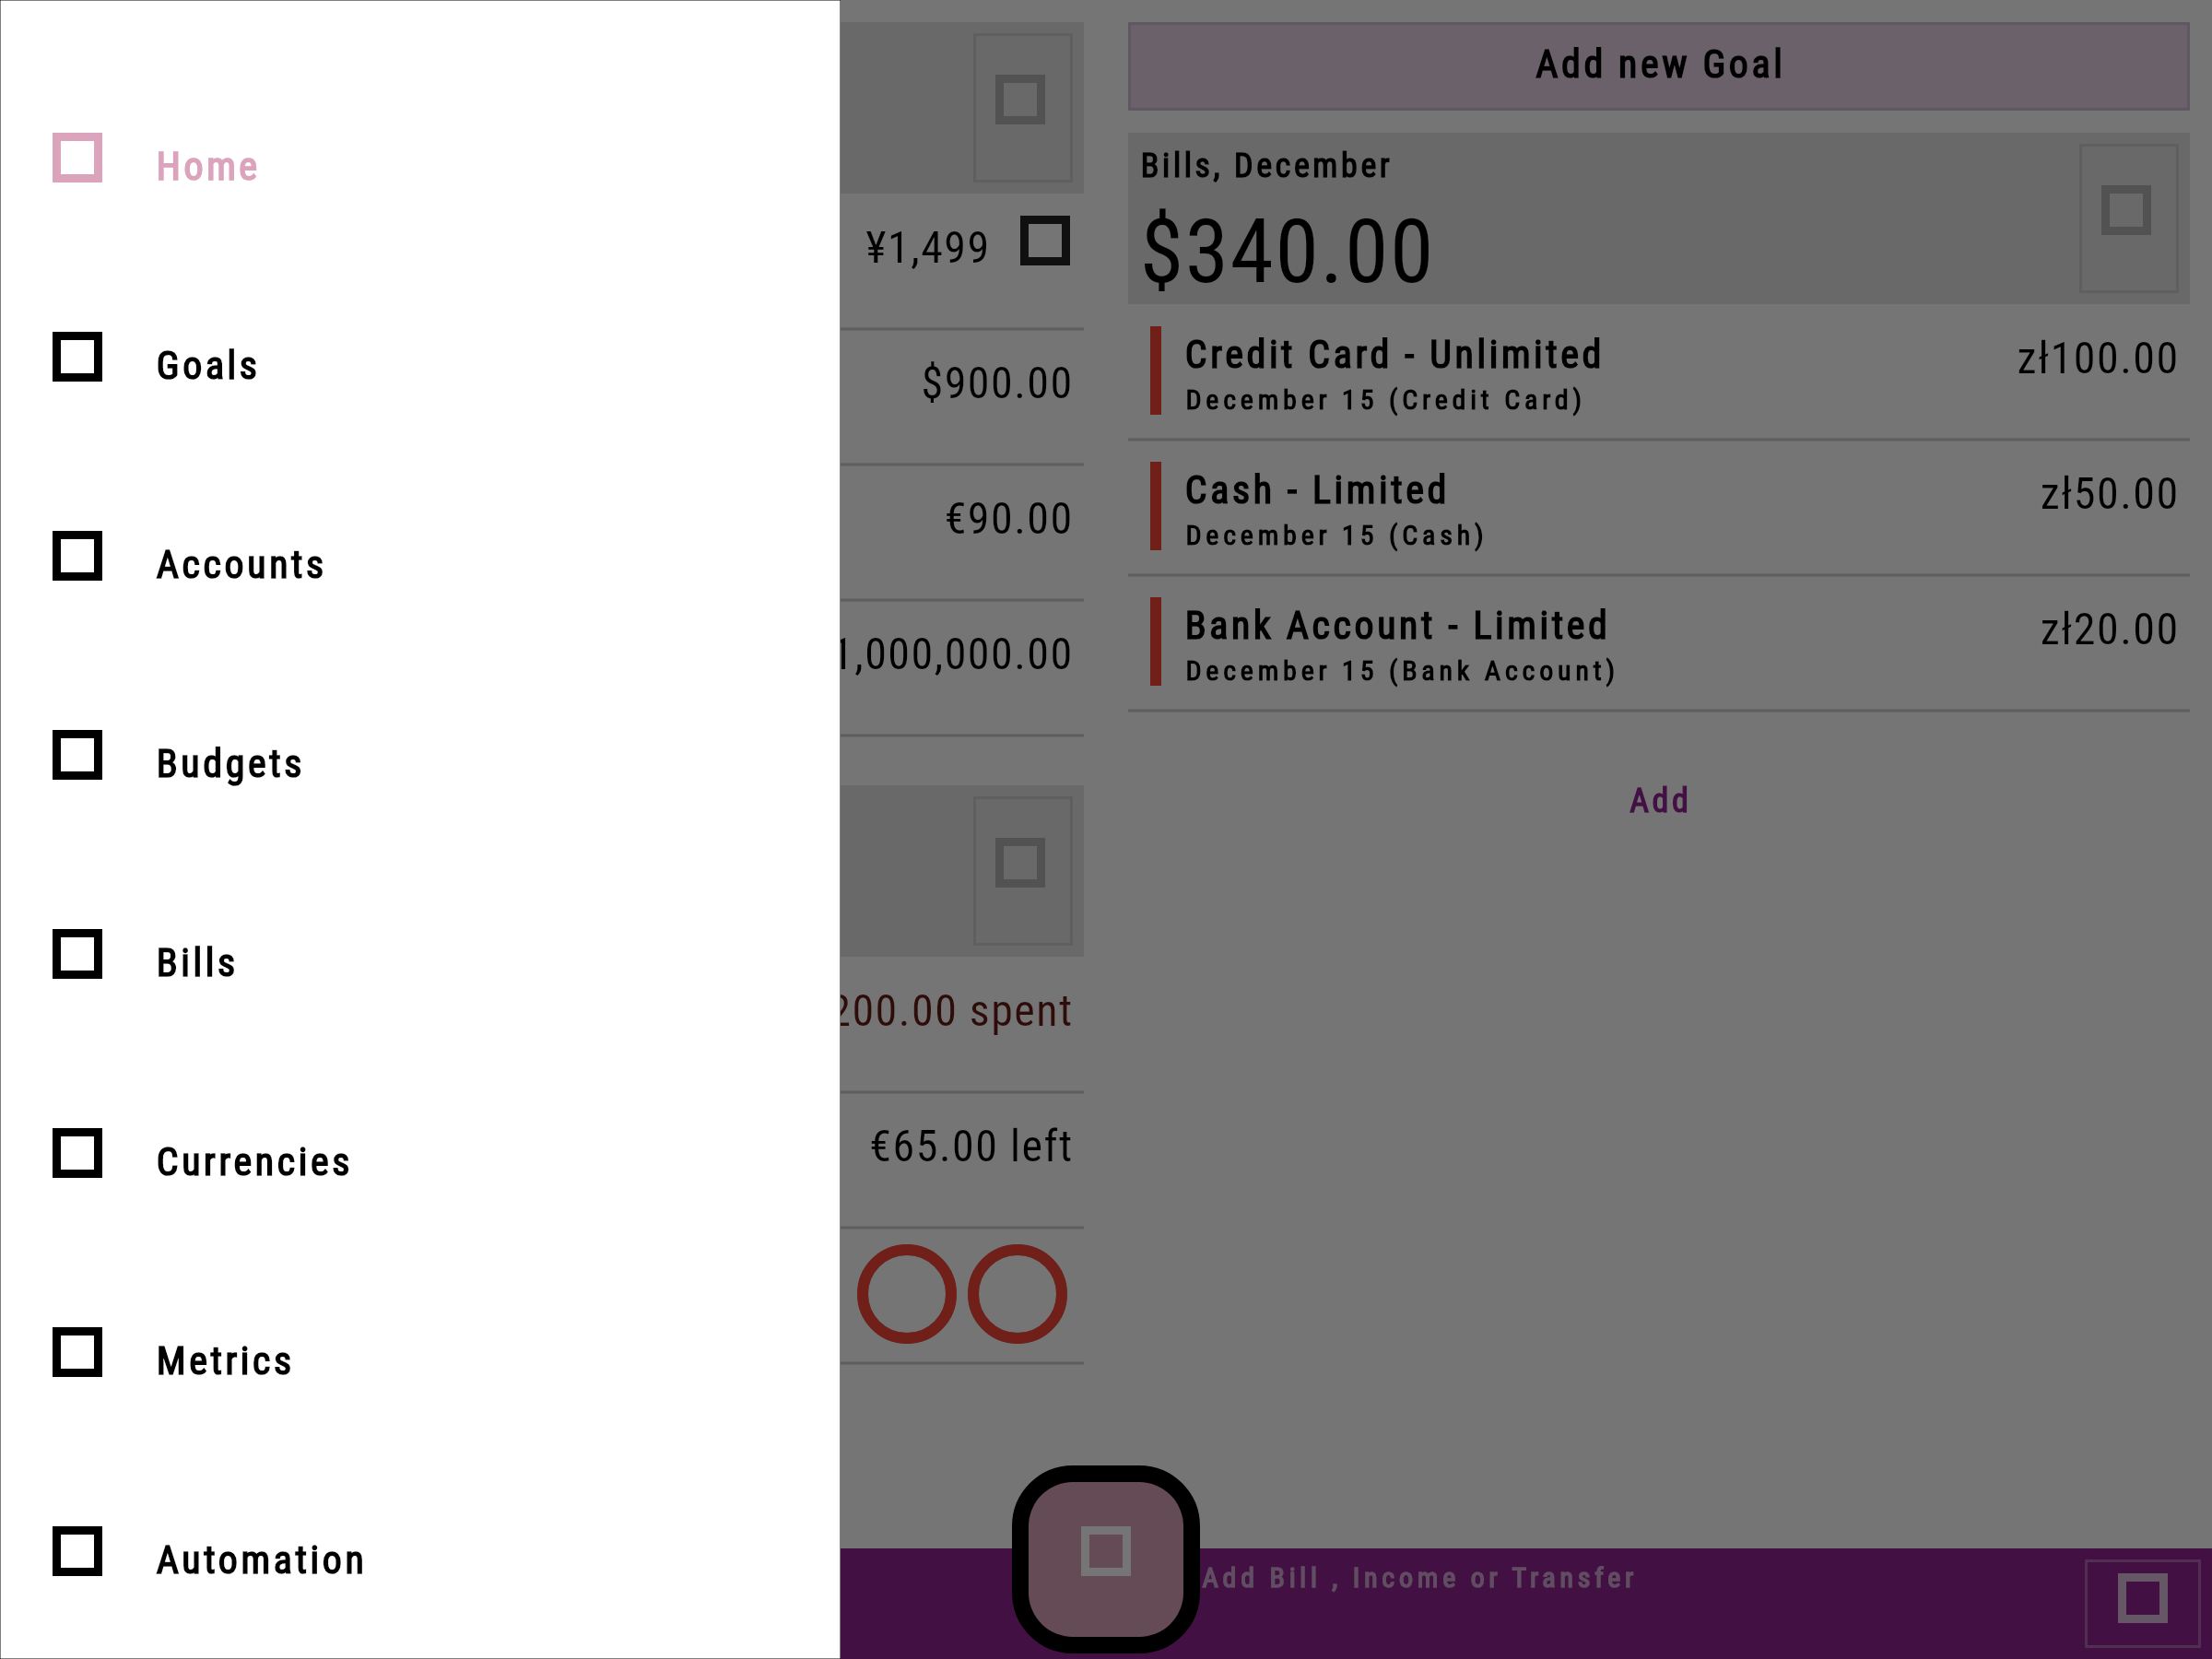 Home
Goals
Accounts
Budgets
Bills
Currencies
Metrics
Automation
¥1,499
$900.00
€90.00
1,000,000.00
200.00 spent
€65.00 left
Add new Goal
Bills, December
$340.00
Credit Card - Unlimited
zł100.00
December 15 (Credit Card)
Cash - Limited
zł50.00
December 15 (Cash)
Bank Account - Limited
zł20.00
December 15 (Bank Account)
Add
Add Bill , Income or Transfer